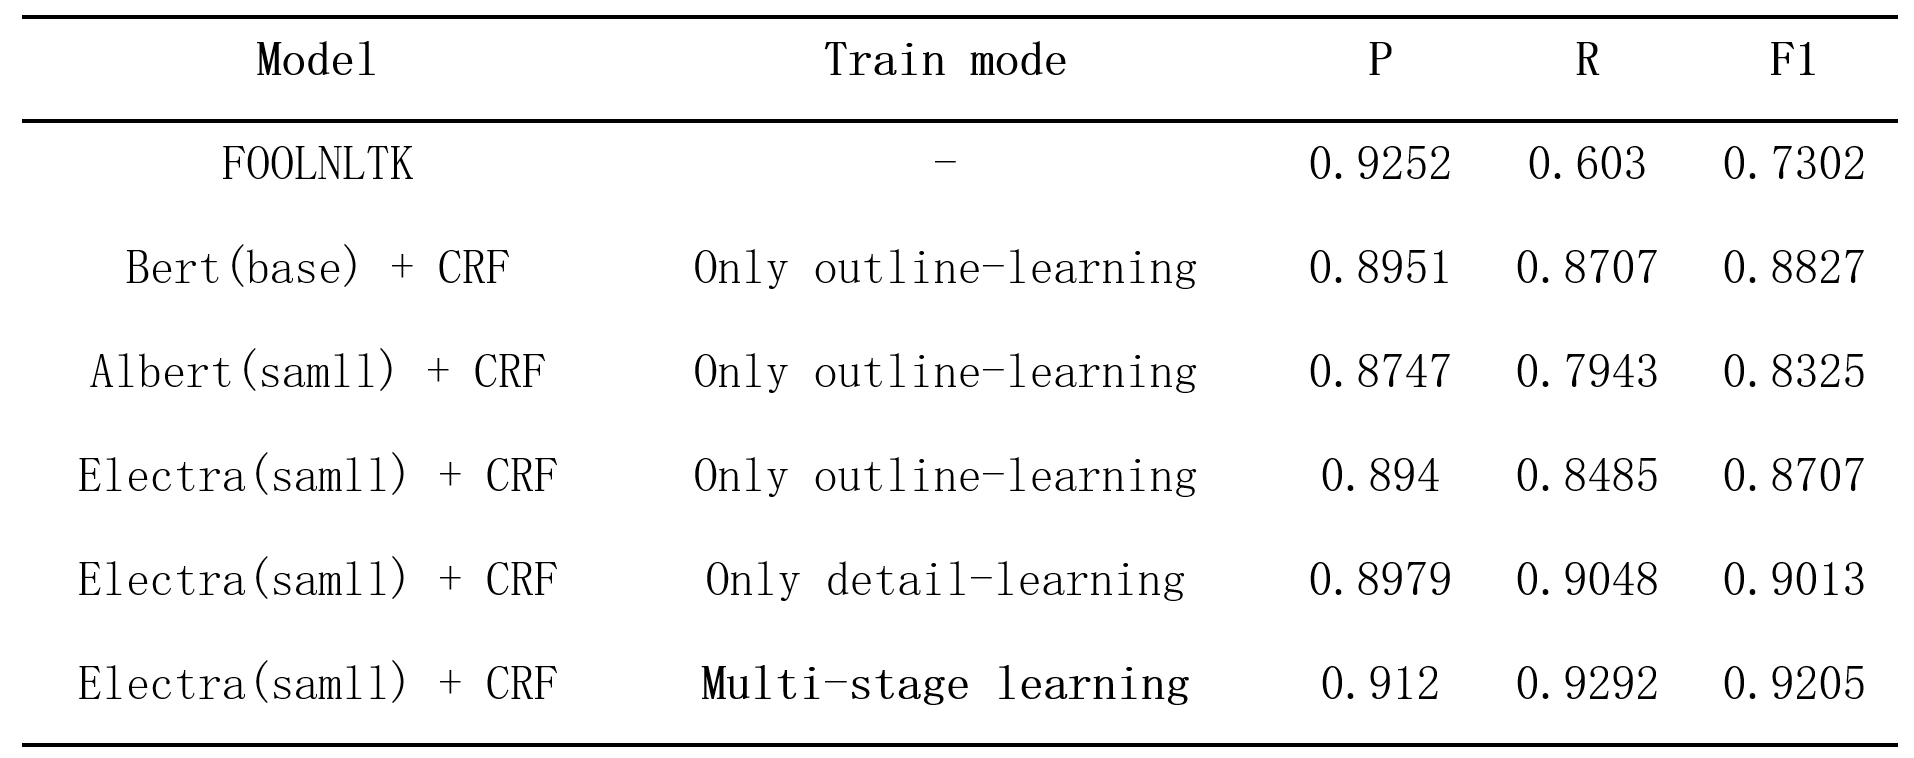 Model Train mode P R F1
FOOLNLTK - 0.9252 0.603 0.7302
Bert(base) + CRF Only outline-learning 0.8951 0.8707 0.8827
Albert(samll) + CRF Only outline-learning 0.8747 0.7943 0.8325
Electra(samll) + CRF Only outline-learning 0.894 0.8485 0.8707
Electra(samll) + CRF Only detail-learning 0.8979 0.9048 0.9013
Electra(samll) + CRF Multi-stage learning 0.912 0.9292 0.9205